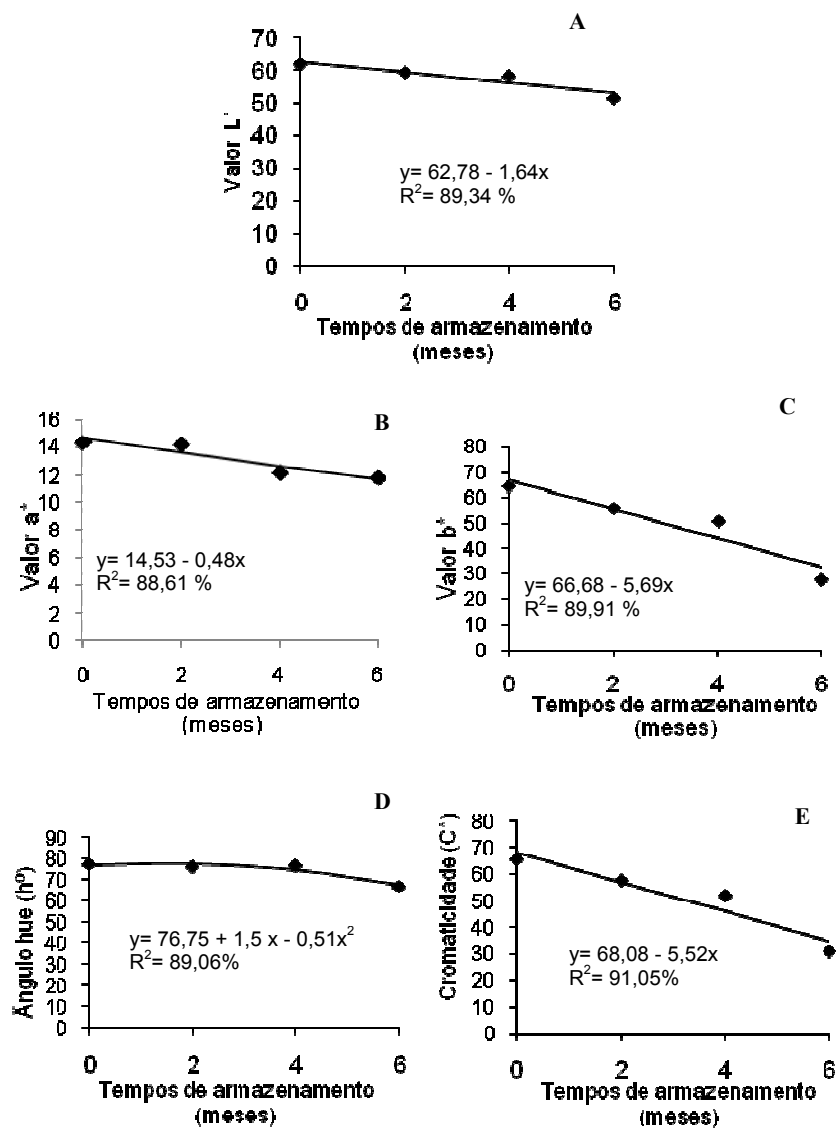 A
70
60
50
40
30
20
10
0
Valor L*
y= 62,78 - 1,64x
R²= 89,34 %
0 2 4 6
Tempos de armazenamento
(meses)
B
16
14
12
10
8
6
4
2
0
Valor a*
y= 14,53 - 0,48x
R²= 88,61 %
0 2 4 6
Tempos de armazenamento
(meses)
C
80
70
60
50
40
30
20
10
0
Valor b*
y= 66,68 - 5,69x
R²= 89,91 %
0 2 4 6
Tempos de armazenamento
(meses)
D
90
80
70
60
50
40
30
20
10
0
Ângulo hue (hº)
y= 76,75 + 1,5 x - 0,51x²
R²= 89,06%
0 2 4 6
Tempos de armazenamento
(meses)
E
80
70
60
50
40
30
20
10
0
Cromaticidade (C*)
y= 68,08 - 5,52x
R²= 91,05%
0 2 4 6
Tempos de armazenamento
(meses)